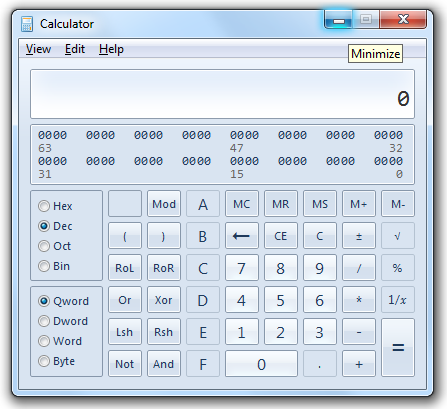 Calculator
View Edit Help
Minimize
0
0000 0000 0000 0000 0000 0000 0000 0000
63 47 32
0000 0000 0000 0000 0000 0000 0000 0000
31 15 0
Hex Mod A MC MR MS M+ M-
Dec ( ) B ← CE C ± √
Oct RoL RoR C 7 8 9 / %
Bin
Qword Or Xor D 4 5 6 * 1/x
Dword
Word Lsh Rsh E 1 2 3 - =
Byte Not And F 0 . +